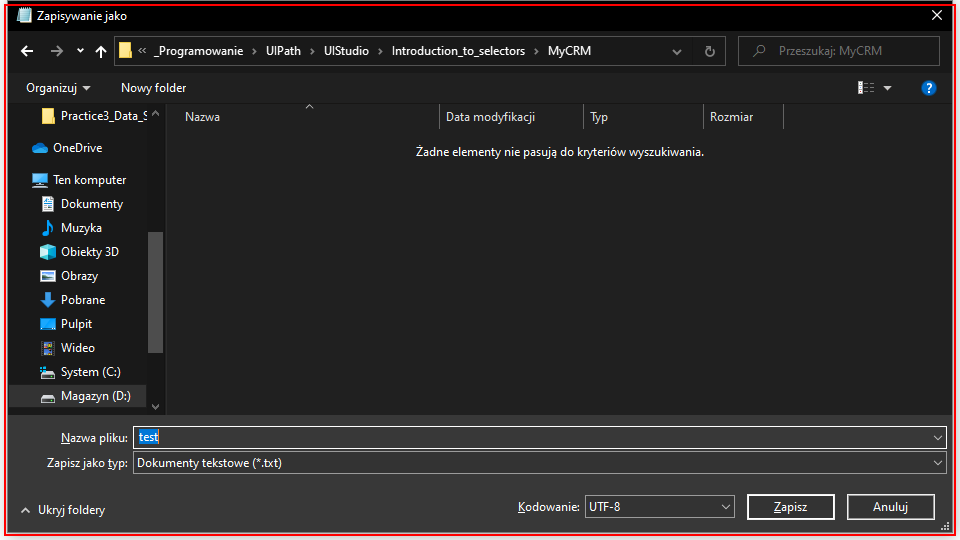 Zapisywanie jako
« _Programowanie > UIPath > UIStudio > Introduction_to_selectors > MyCRM
Przeszukaj: MyCRM
Organizuj
Nowy folder
Nazwa
Data modyfikacji
Typ
Rozmiar
Żadne elementy nie pasują do kryteriów wyszukiwania.
Practice3_Data_S
OneDrive
Ten komputer
Dokumenty
Muzyka
Obiekty 3D
Obrazy
Pobrane
Pulpit
Wideo
System (C:)
Magazyn (D:)
Nazwa pliku: test
Zapisz jako typ: Dokumenty tekstowe (*.txt)
Ukryj foldery
Kodowanie: UTF-8
Zapisz
Anuluj